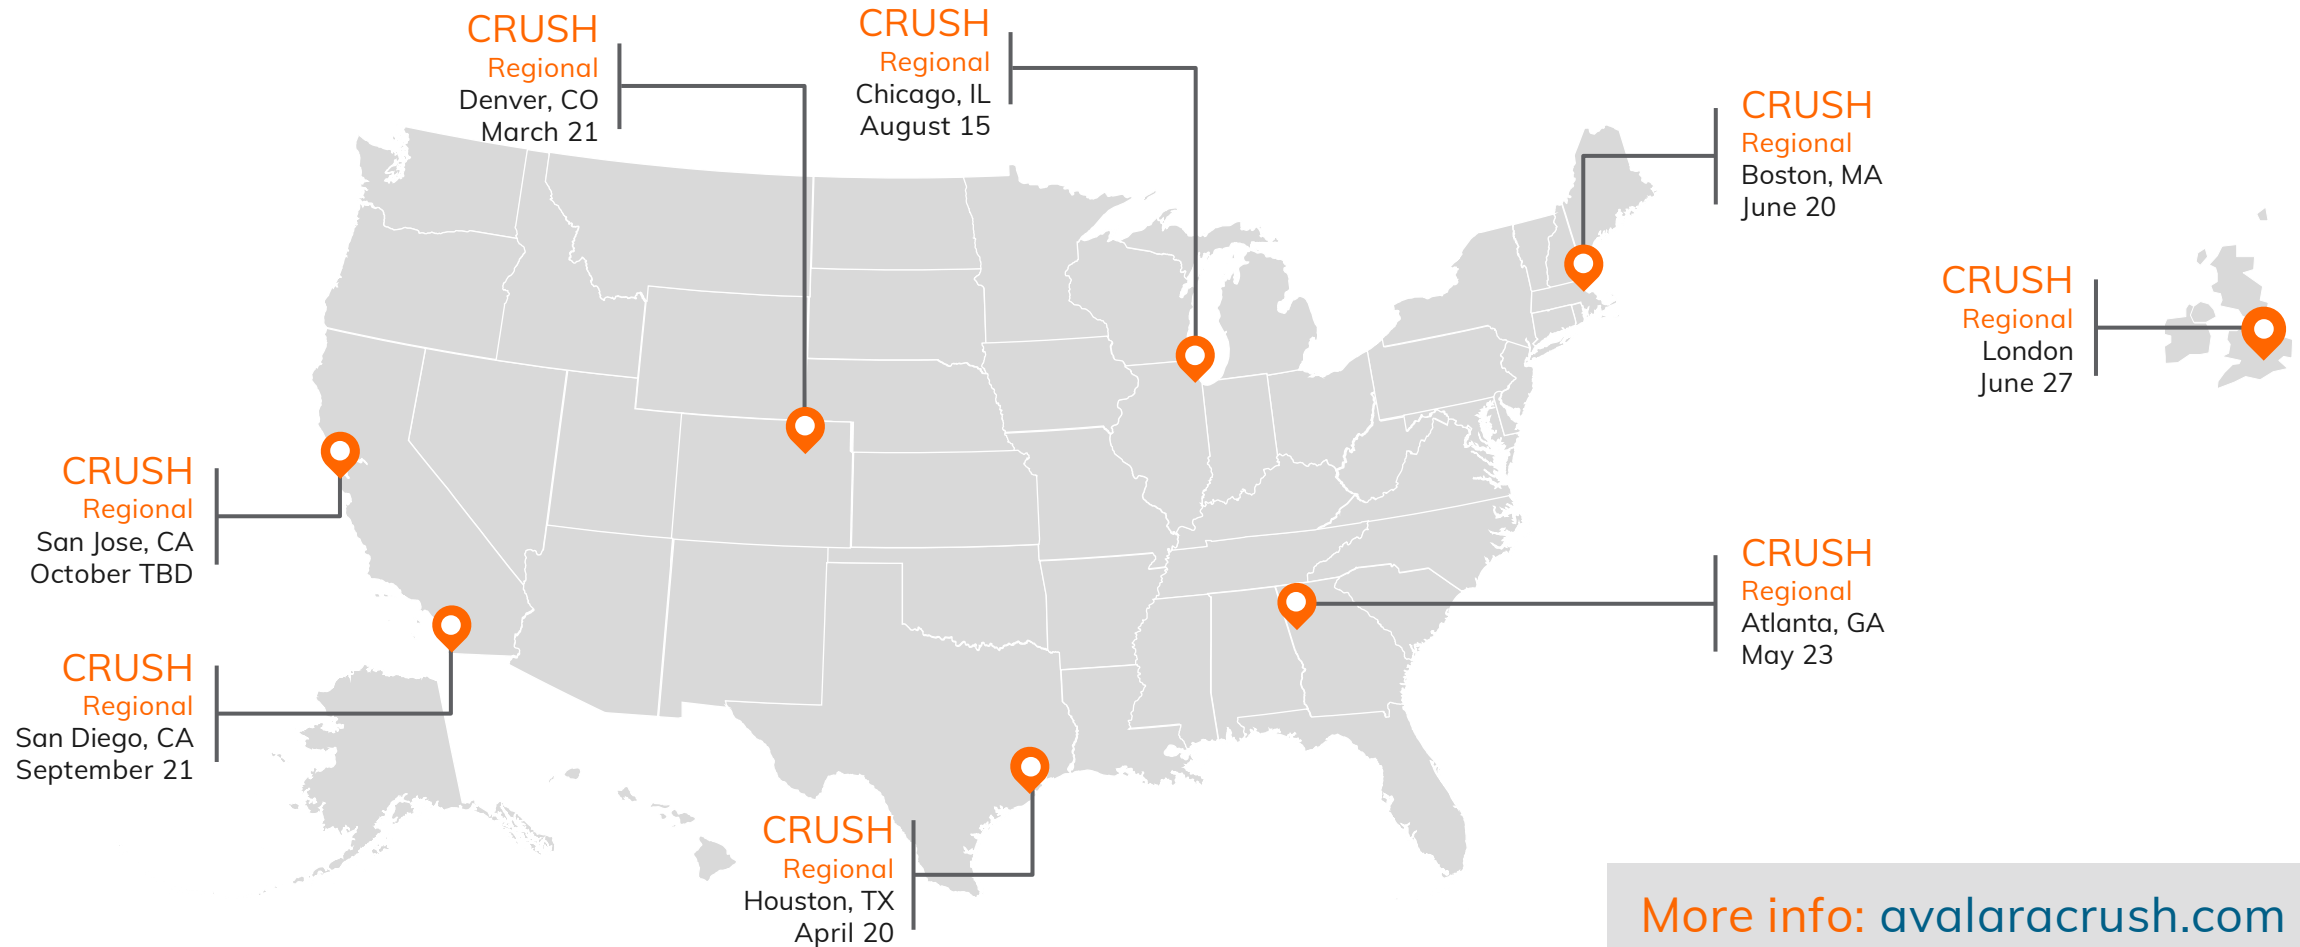 CRUSH
Regional
Denver, CO
March 21
CRUSH
Regional
Chicago, IL
August 15
CRUSH
Regional
Boston, MA
June 20
CRUSH
Regional
London
June 27
CRUSH
Regional
San Jose, CA
October TBD
CRUSH
Regional
Atlanta, GA
May 23
CRUSH
Regional
San Diego, CA
September 21
CRUSH
Regional
Houston, TX
April 20
More info: avalaracrush.com